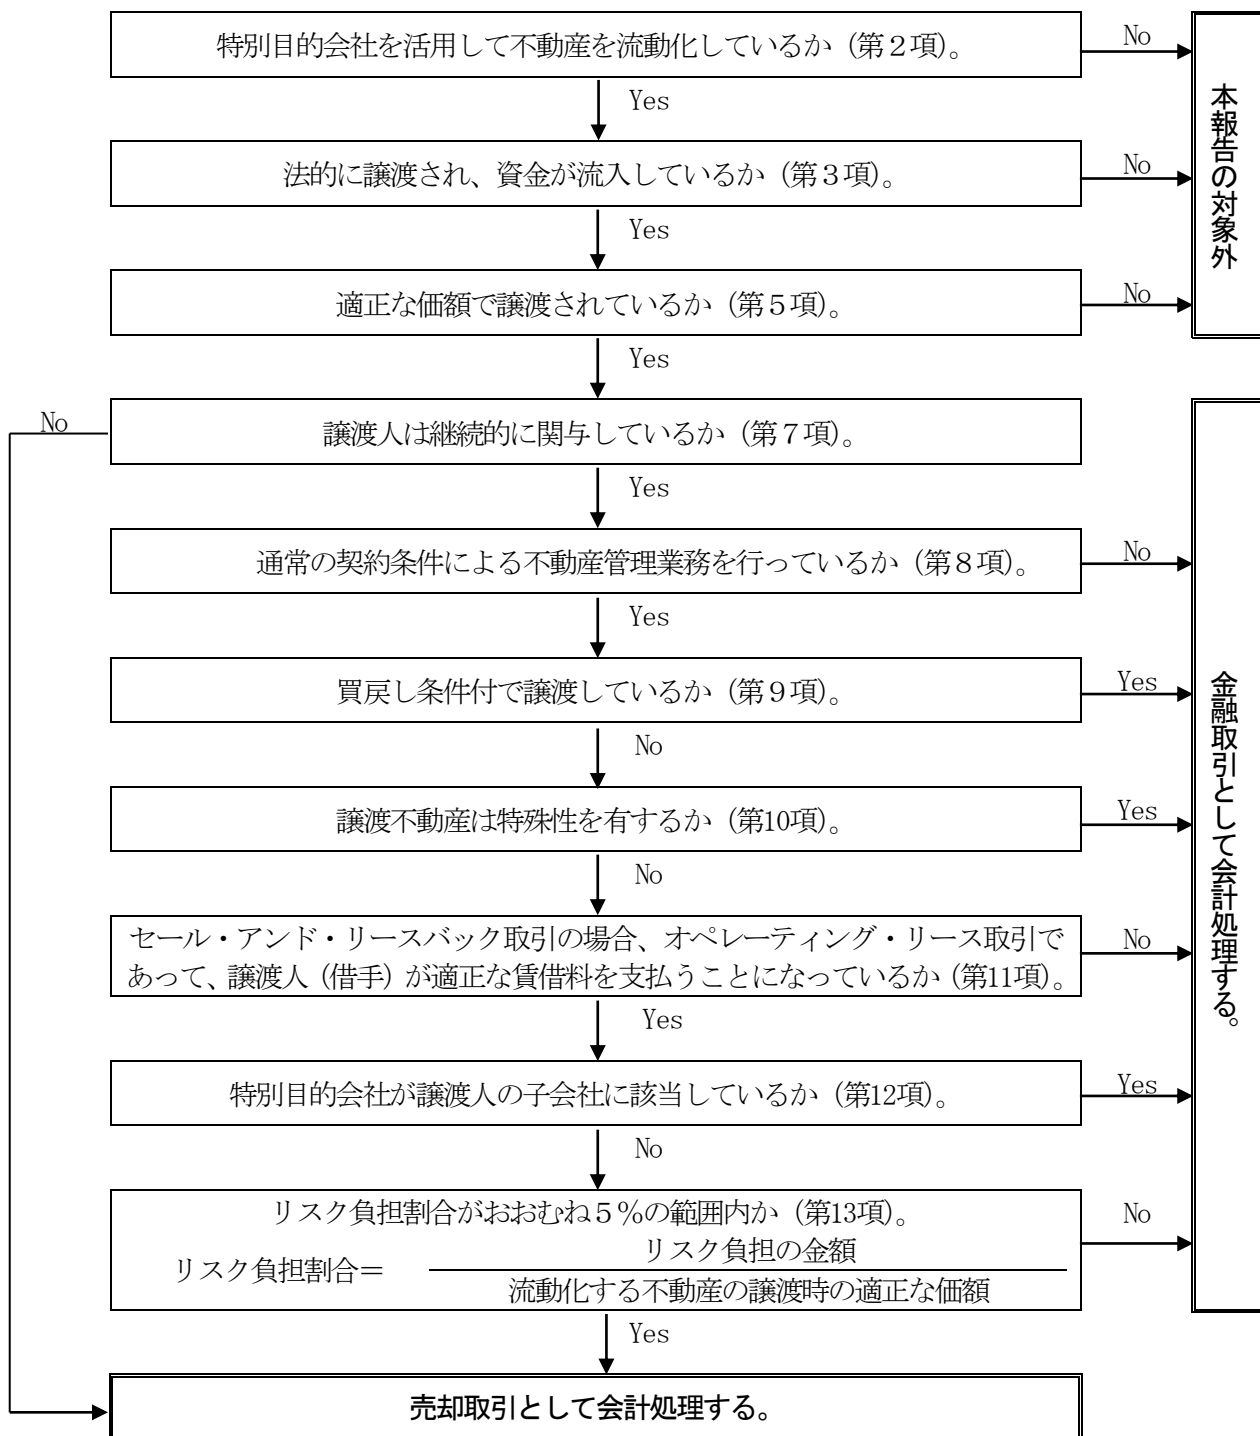 特別目的会社を活用して不動産を流動化しているか（第２項）。
No
Yes
法的に譲渡され、資金が流入しているか（第３項）。
No
Yes
適正な価額で譲渡されているか（第５項）。
No
本報告の対象外
Yes
譲渡人は継続的に関与しているか（第７項）。
No
Yes
通常の契約条件による不動産管理業務を行っているか（第８項）。
No
Yes
買戻し条件付で譲渡しているか（第９項）。
Yes
No
譲渡不動産は特殊性を有するか（第10項）。
Yes
No
セール・アンド・リースバック取引の場合、オペレーティング・リース取引で
あって、譲渡人（借手）が適正な賃借料を支払うことになっているか（第11項）。
No
Yes
特別目的会社が譲渡人の子会社に該当しているか（第12項）。
Yes
No
リスク負担割合がおおむね５％の範囲内か（第13項）。
リスク負担割合＝
リスク負担の金額
流動化する不動産の譲渡時の適正な価額
No
金融取引として会計処理する。
Yes
売却取引として会計処理する。